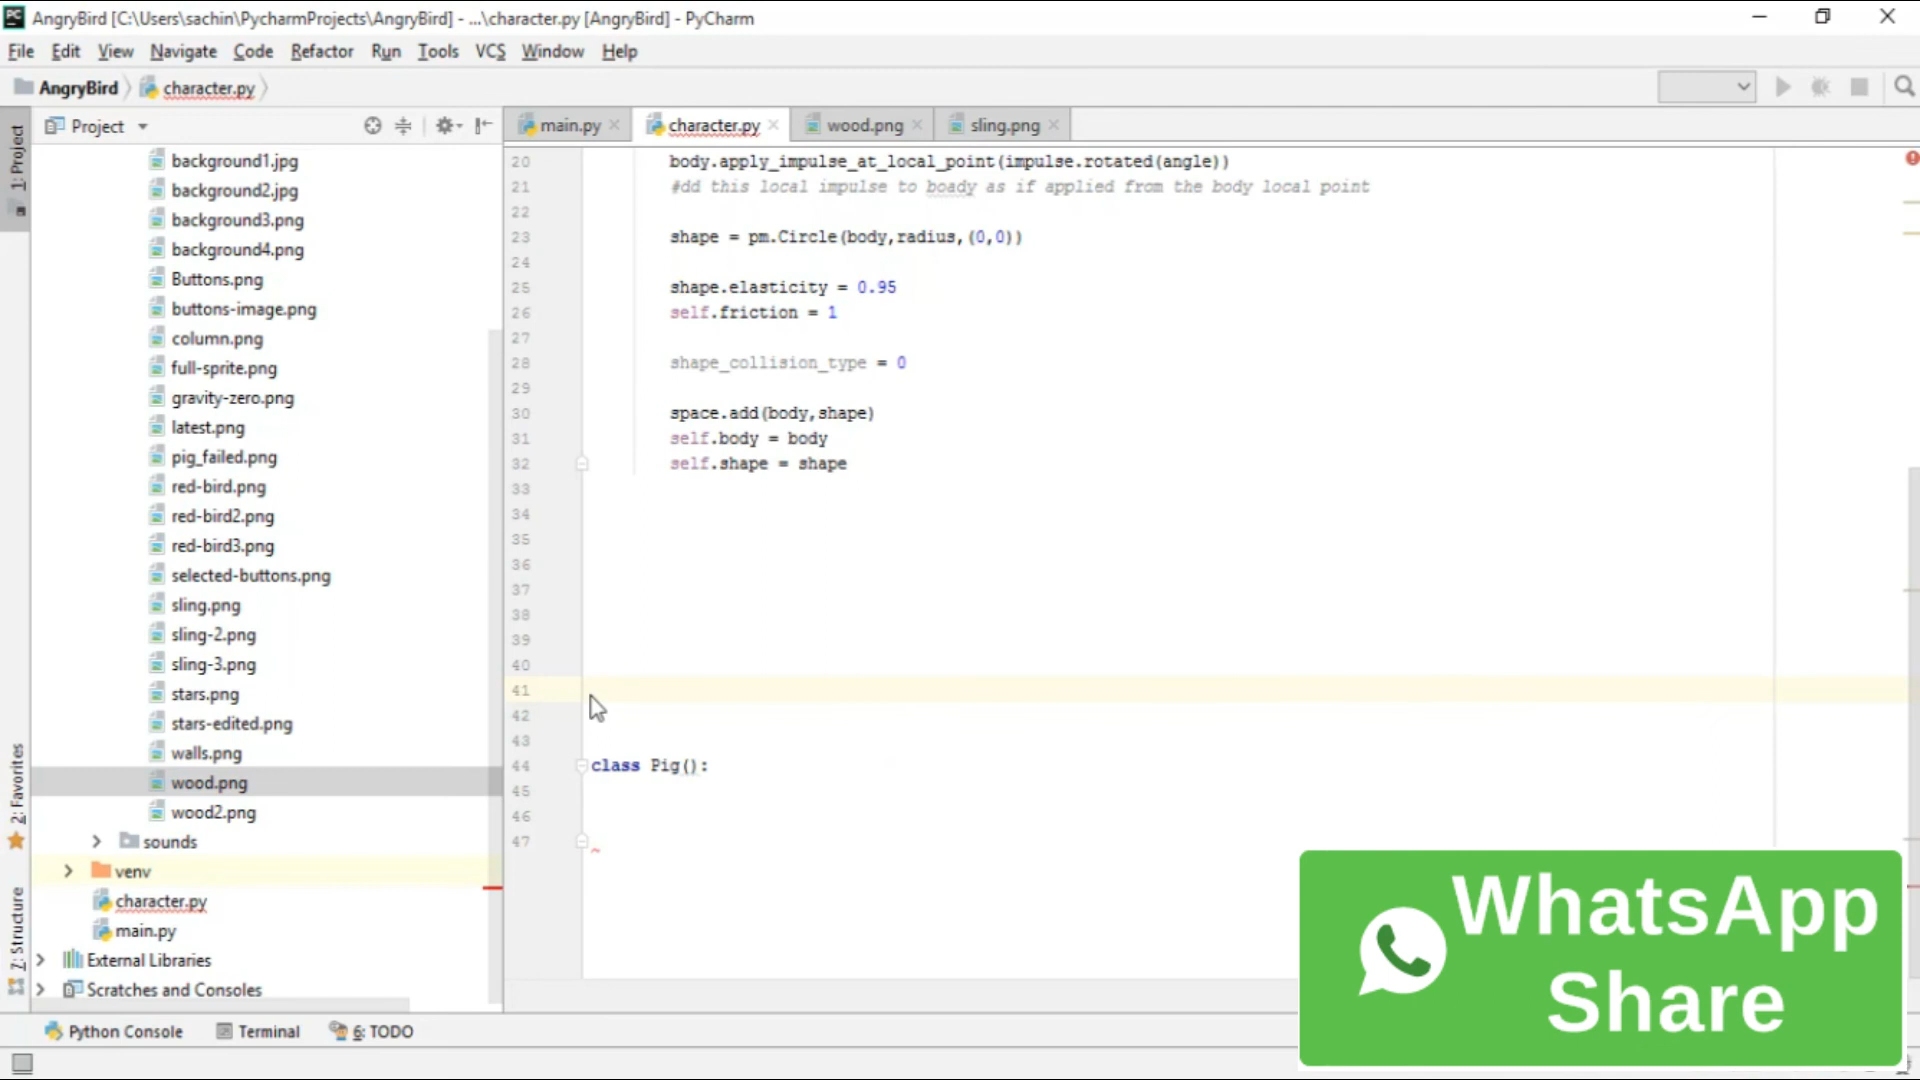 AngryBird [C:\Users\sachin\PycharmProjects\AngryBird] - ...\character.py [AngryBird] - PyCharm
File Edit View Navigate Code Refactor Run Tools VCS Window Help
AngryBird character.py
1: Project
Project
main.py character.py wood.png sling.png
background1.jpg
background2.jpg
background3.png
background4.png
Buttons.png
buttons-image.png
column.png
full-sprite.png
gravity-zero.png
latest.png
pig_failed.png
red-bird.png
red-bird2.png
red-bird3.png
selected-buttons.png
sling.png
sling-2.png
sling-3.png
stars.png
stars-edited.png
walls.png
wood.png
wood2.png
sounds
venv
character.py
main.py
External Libraries
Scratches and Consoles
2: Favorites
7: Structure
20 body.apply_impulse_at_local_point(impulse.rotated(angle))
21 #dd this local impulse to boady as if applied from the body local point
22
23 shape = pm.Circle(body,radius,(0,0))
24
25 shape.elasticity = 0.95
26 self.friction = 1
27
28 shape_collision_type = 0
29
30 space.add(body,shape)
31 self.body = body
32 self.shape = shape
33
34
35
36
37
38
39
40
41
42
43
44 class Pig():
45
46
47
Python Console Terminal 6: TODO
WhatsApp
Share